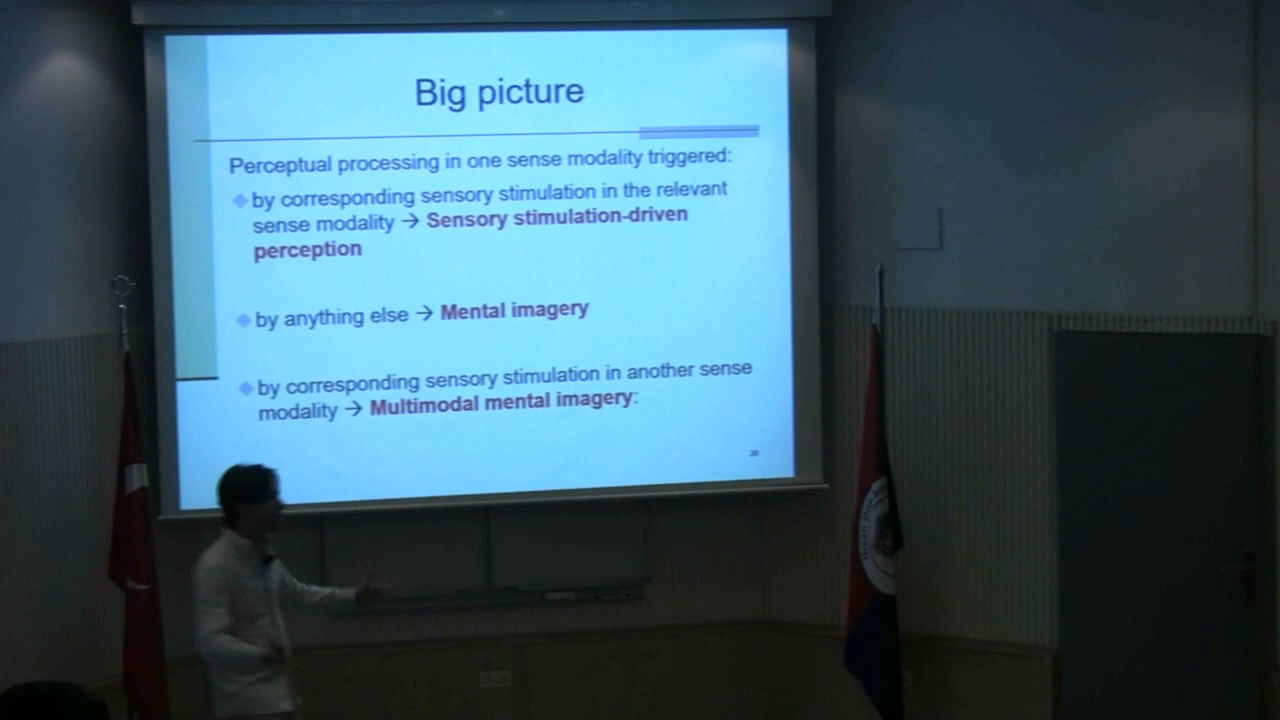 Big picture
Perceptual processing in one sense modality triggered:
by corresponding sensory stimulation in the relevant
sense modality → Sensory stimulation-driven
perception
by anything else → Mental imagery
by corresponding sensory stimulation in another sense
modality → Multimodal mental imagery: